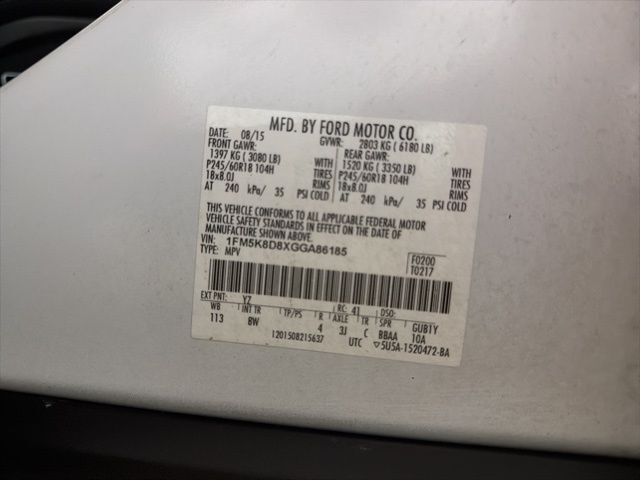 MFD. BY FORD MOTOR CO.
DATE: 08/15 GVWR: 2803 KG ( 6180 LB)
FRONT GAWR: REAR GAWR:
1397 KG ( 3080 LB) WITH 1520 KG ( 3350 LB) WITH
P245/60R18 104H TIRES P245/60R18 104H TIRES
18x8.0J RIMS 18x8.0J RIMS
AT 240 kPa/ 35 PSI COLD AT 240 kPa/ 35 PSI COLD
THIS VEHICLE CONFORMS TO ALL APPLICABLE FEDERAL MOTOR
VEHICLE SAFETY STANDARDS IN EFFECT ON THE DATE OF
MANUFACTURE SHOWN ABOVE.
VIN: 1FM5K8D8XGGA86185 F0200
TYPE: MPV T0217
EXT PNT: YZ RC: 41 DSO:
WB INT TR TP/PS R AXLE TR SPR GUB1Y
113 8W 4 3J C BBAA 10A
1201508215637 UTC ▽5U5A-1520472-BA